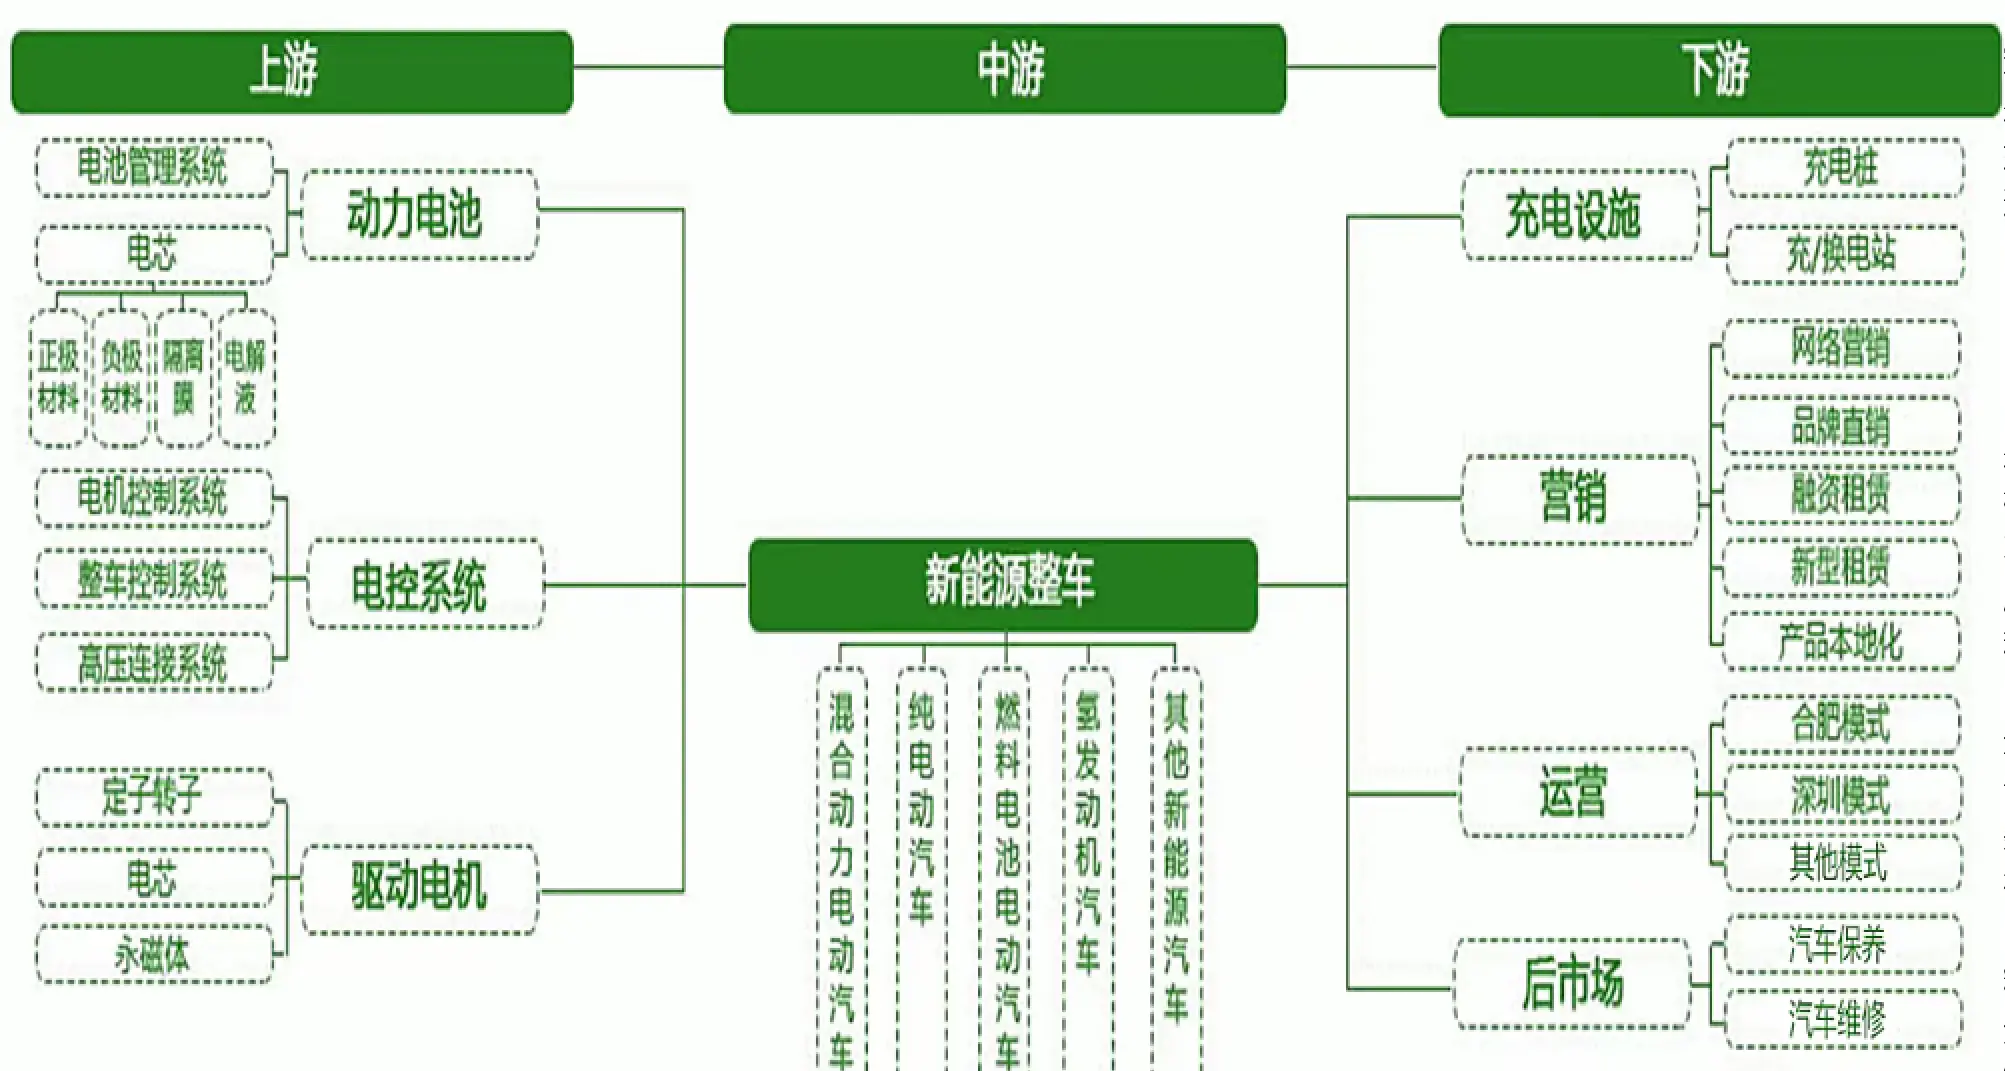 上游
中游
下游
电池管理系统
电芯
动力电池
正极
材料
负极
材料
隔离
膜
电解
液
电机控制系统
整车控制系统
高压连接系统
电控系统
定子转子
电芯
永磁体
驱动电机
新能源整车
混合动力电动汽车
纯电动汽车
燃料电池电动汽车
氢发动机汽车
其他新能源汽车
充电设施
充电桩
充/换电站
营销
网络营销
品牌直销
融资租赁
新型租赁
产品本地化
运营
合肥模式
深圳模式
其他模式
后市场
汽车保养
汽车维修